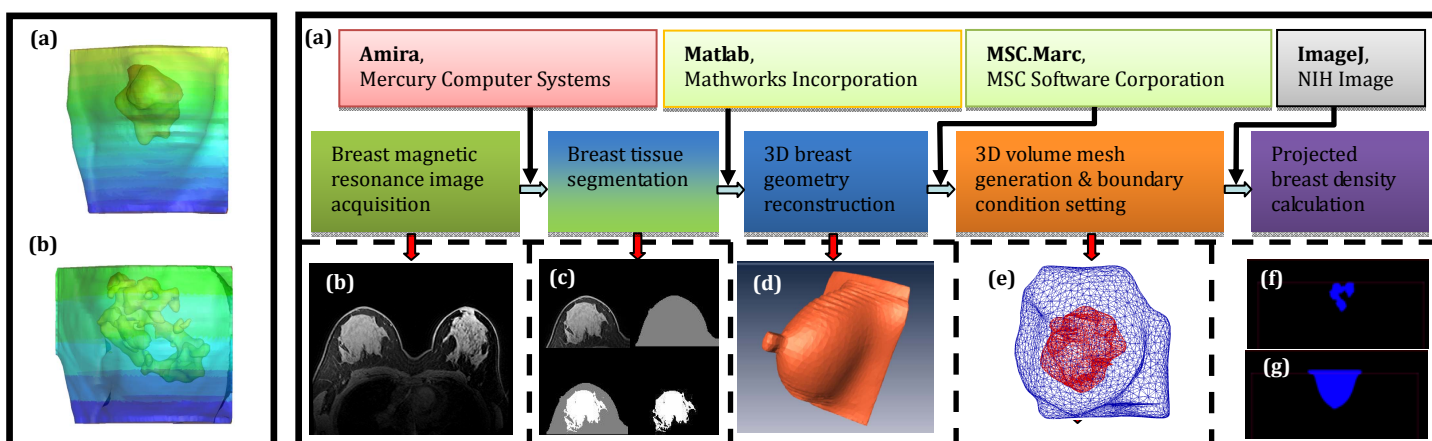 (a)
(b)
(a)
Amira,
Mercury Computer Systems
Matlab,
Mathworks Incorporation
MSC.Marc,
MSC Software Corporation
ImageJ,
NIH Image
Breast magnetic
resonance image
acquisition
Breast tissue
segmentation
3D breast
geometry
reconstruction
3D volume mesh
generation & boundary
condition setting
Projected
breast density
calculation
(b)
(c)
(d)
(e)
(f)
(g)